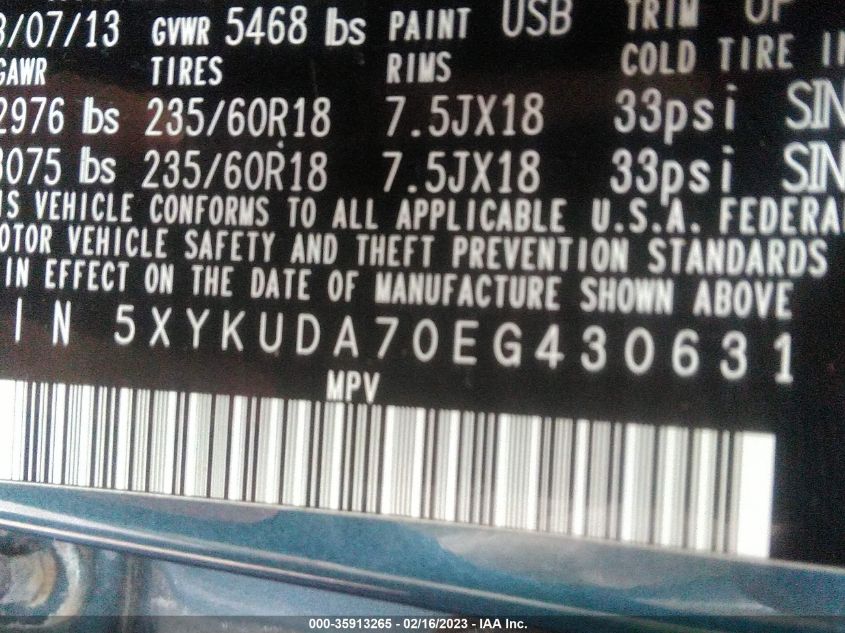 8/07/13 GVWR 5468 lbs PAINT USB TRIM OP
GAWR TIRES RIMS COLD TIRE IN
2976 lbs 235/60R18 7.5JX18 33psi SIN
3075 lbs 235/60R18 7.5JX18 33psi SIN
IS VEHICLE CONFORMS TO ALL APPLICABLE U.S.A. FEDERAL
OTOR VEHICLE SAFETY AND THEFT PREVENTION STANDARDS
IN EFFECT ON THE DATE OF MANUFACTURE SHOWN ABOVE
IN 5XYKUDA70EG430631
MPV
000-35913265 - 02/16/2023 - IAA Inc.